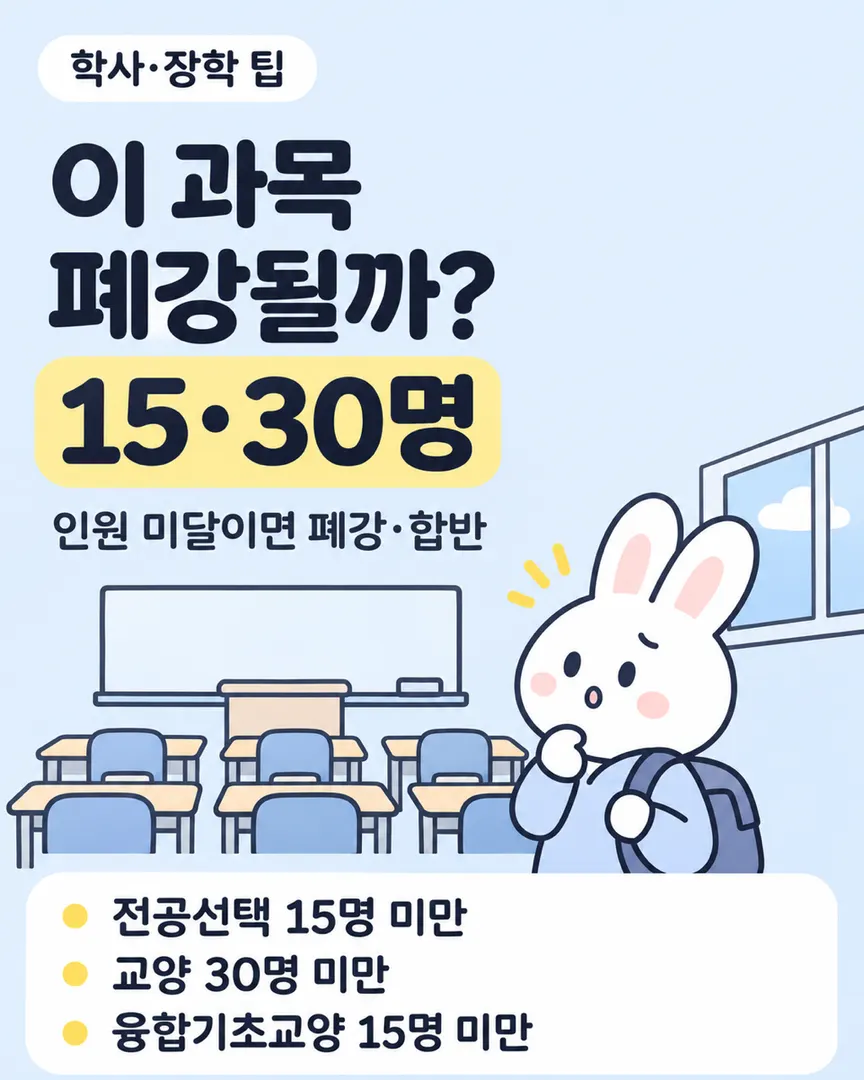 학사·장학 팁
이 과목
폐강될까?
15·30명
인원 미달이면 폐강·합반
전공선택 15명 미만
교양 30명 미만
융합기초교양 15명 미만